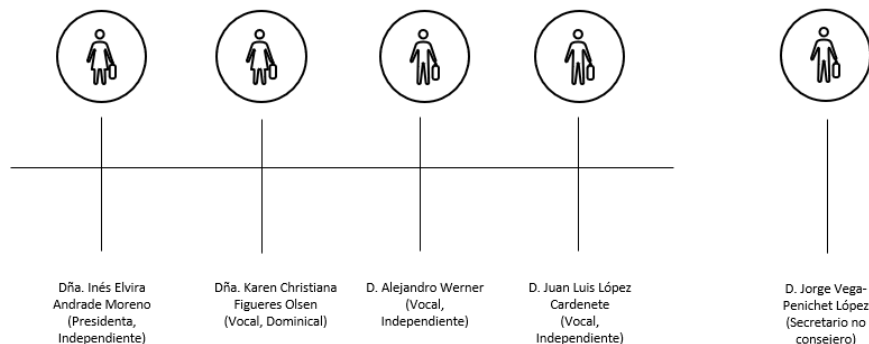 Dña. Inés Elvira
Andrade Moreno
(Presidenta,
Independiente)
Dña. Karen Christiana
Figueres Olsen
(Vocal, Dominical)
D. Alejandro Werner
(Vocal,
Independiente)
D. Juan Luis López
Cardenete
(Vocal,
Independiente)
D. Jorge Vega-
Penichet López
(Secretario no
consejero)